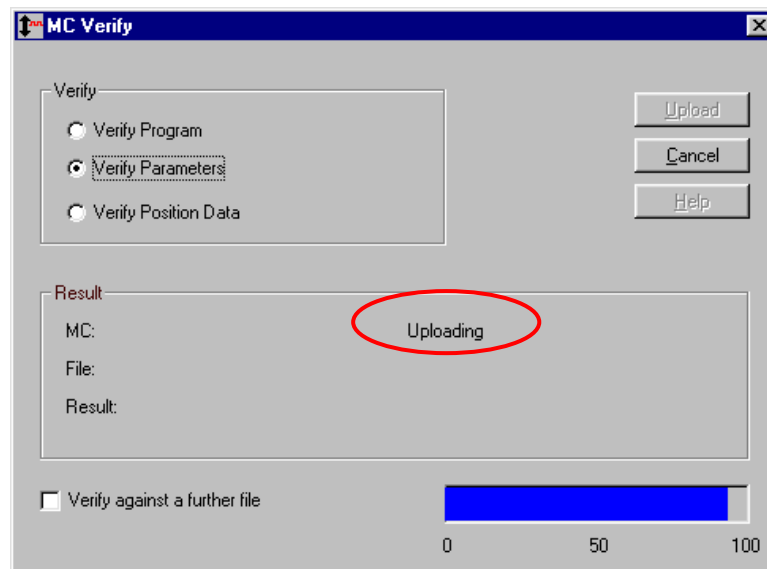 MC Verify
Verify
Verify Program
Verify Parameters
Verify Position Data
Upload
Cancel
Help
Result
MC: Uploading
File:
Result:
Verify against a further file
0 50 100